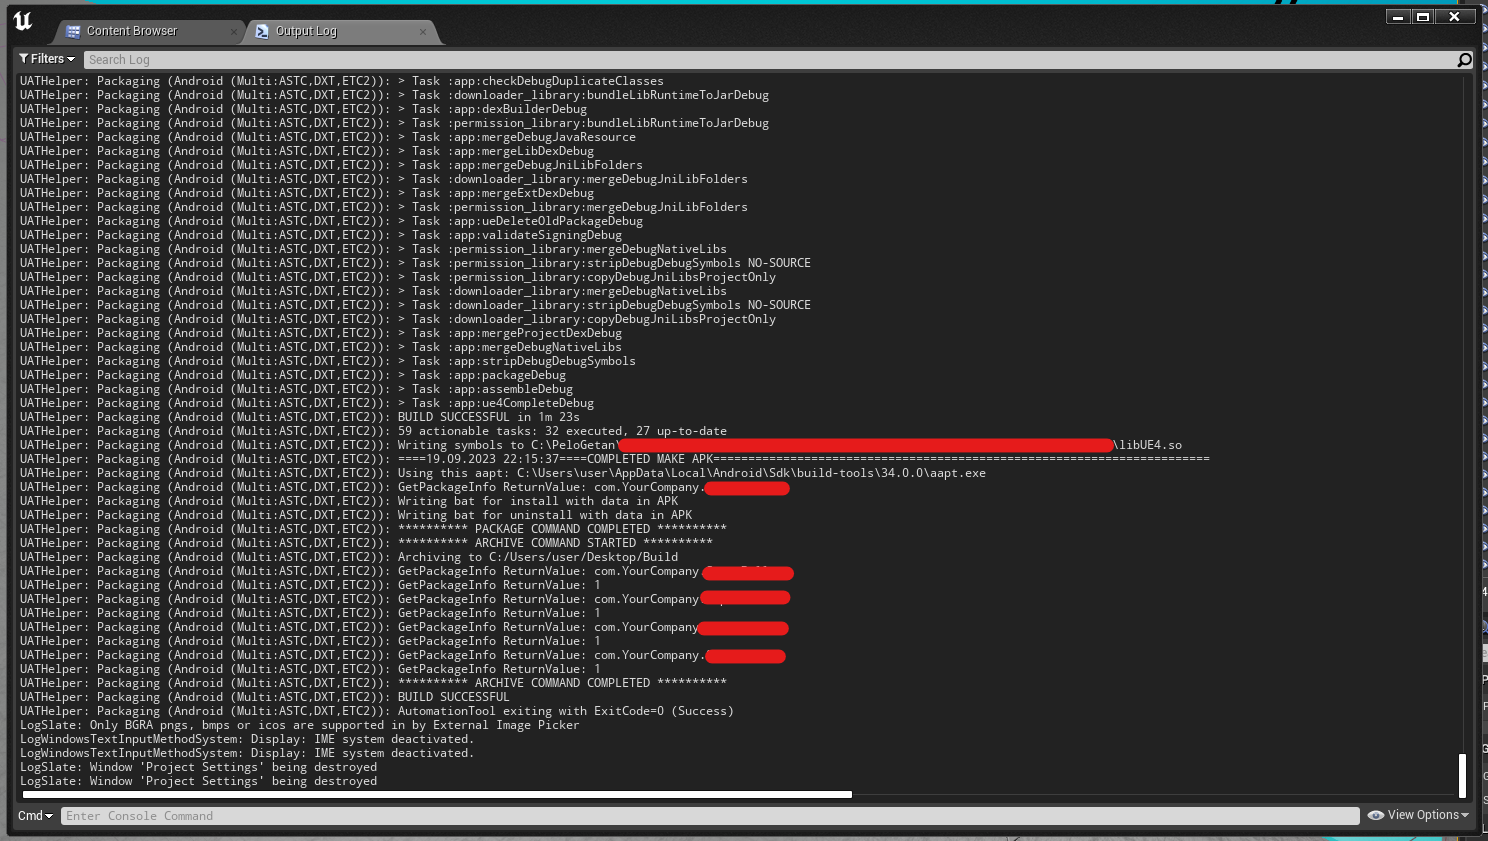 Content Browser
Output Log
Filters
Search Log
UATHelper: Packaging (Android (Multi:ASTC,DXT,ETC2)): > Task :app:checkDebugDuplicateClasses
UATHelper: Packaging (Android (Multi:ASTC,DXT,ETC2)): > Task :downloader_library:bundleLibRuntimeToJarDebug
UATHelper: Packaging (Android (Multi:ASTC,DXT,ETC2)): > Task :app:dexBuilderDebug
UATHelper: Packaging (Android (Multi:ASTC,DXT,ETC2)): > Task :permission_library:bundleLibRuntimeToJarDebug
UATHelper: Packaging (Android (Multi:ASTC,DXT,ETC2)): > Task :app:mergeDebugJavaResource
UATHelper: Packaging (Android (Multi:ASTC,DXT,ETC2)): > Task :app:mergeLibDexDebug
UATHelper: Packaging (Android (Multi:ASTC,DXT,ETC2)): > Task :app:mergeDebugJniLibFolders
UATHelper: Packaging (Android (Multi:ASTC,DXT,ETC2)): > Task :downloader_library:mergeDebugJniLibFolders
UATHelper: Packaging (Android (Multi:ASTC,DXT,ETC2)): > Task :app:mergeExtDexDebug
UATHelper: Packaging (Android (Multi:ASTC,DXT,ETC2)): > Task :permission_library:mergeDebugJniLibFolders
UATHelper: Packaging (Android (Multi:ASTC,DXT,ETC2)): > Task :app:ueDeleteOldPackageDebug
UATHelper: Packaging (Android (Multi:ASTC,DXT,ETC2)): > Task :app:validateSigningDebug
UATHelper: Packaging (Android (Multi:ASTC,DXT,ETC2)): > Task :permission_library:mergeDebugNativeLibs
UATHelper: Packaging (Android (Multi:ASTC,DXT,ETC2)): > Task :permission_library:stripDebugDebugSymbols NO-SOURCE
UATHelper: Packaging (Android (Multi:ASTC,DXT,ETC2)): > Task :permission_library:copyDebugJniLibsProjectOnly
UATHelper: Packaging (Android (Multi:ASTC,DXT,ETC2)): > Task :downloader_library:mergeDebugNativeLibs
UATHelper: Packaging (Android (Multi:ASTC,DXT,ETC2)): > Task :downloader_library:stripDebugDebugSymbols NO-SOURCE
UATHelper: Packaging (Android (Multi:ASTC,DXT,ETC2)): > Task :downloader_library:copyDebugJniLibsProjectOnly
UATHelper: Packaging (Android (Multi:ASTC,DXT,ETC2)): > Task :app:mergeProjectDexDebug
UATHelper: Packaging (Android (Multi:ASTC,DXT,ETC2)): > Task :app:mergeDebugNativeLibs
UATHelper: Packaging (Android (Multi:ASTC,DXT,ETC2)): > Task :app:stripDebugDebugSymbols
UATHelper: Packaging (Android (Multi:ASTC,DXT,ETC2)): > Task :app:packageDebug
UATHelper: Packaging (Android (Multi:ASTC,DXT,ETC2)): > Task :app:assembleDebug
UATHelper: Packaging (Android (Multi:ASTC,DXT,ETC2)): > Task :app:ue4CompleteDebug
UATHelper: Packaging (Android (Multi:ASTC,DXT,ETC2)): BUILD SUCCESSFUL in 1m 23s
UATHelper: Packaging (Android (Multi:ASTC,DXT,ETC2)): 59 actionable tasks: 32 executed, 27 up-to-date
UATHelper: Packaging (Android (Multi:ASTC,DXT,ETC2)): Writing symbols to C:\PeloGetan\ \libUE4.so
UATHelper: Packaging (Android (Multi:ASTC,DXT,ETC2)): ====19.09.2023 22:15:37====COMPLETED MAKE APK=======================================================================
UATHelper: Packaging (Android (Multi:ASTC,DXT,ETC2)): Using this aapt: C:\Users\user\AppData\Local\Android\Sdk\build-tools\34.0.0\aapt.exe
UATHelper: Packaging (Android (Multi:ASTC,DXT,ETC2)): GetPackageInfo ReturnValue: com.YourCompany.
UATHelper: Packaging (Android (Multi:ASTC,DXT,ETC2)): Writing bat for install with data in APK
UATHelper: Packaging (Android (Multi:ASTC,DXT,ETC2)): Writing bat for uninstall with data in APK
UATHelper: Packaging (Android (Multi:ASTC,DXT,ETC2)): ********** PACKAGE COMMAND COMPLETED **********
UATHelper: Packaging (Android (Multi:ASTC,DXT,ETC2)): ********** ARCHIVE COMMAND STARTED **********
UATHelper: Packaging (Android (Multi:ASTC,DXT,ETC2)): Archiving to C:/Users/user/Desktop/Build
UATHelper: Packaging (Android (Multi:ASTC,DXT,ETC2)): GetPackageInfo ReturnValue: com.YourCompany.
UATHelper: Packaging (Android (Multi:ASTC,DXT,ETC2)): GetPackageInfo ReturnValue: 1
UATHelper: Packaging (Android (Multi:ASTC,DXT,ETC2)): GetPackageInfo ReturnValue: com.YourCompany
UATHelper: Packaging (Android (Multi:ASTC,DXT,ETC2)): GetPackageInfo ReturnValue: 1
UATHelper: Packaging (Android (Multi:ASTC,DXT,ETC2)): GetPackageInfo ReturnValue: com.YourCompany
UATHelper: Packaging (Android (Multi:ASTC,DXT,ETC2)): GetPackageInfo ReturnValue: 1
UATHelper: Packaging (Android (Multi:ASTC,DXT,ETC2)): GetPackageInfo ReturnValue: com.YourCompany.
UATHelper: Packaging (Android (Multi:ASTC,DXT,ETC2)): GetPackageInfo ReturnValue: 1
UATHelper: Packaging (Android (Multi:ASTC,DXT,ETC2)): ********** ARCHIVE COMMAND COMPLETED **********
UATHelper: Packaging (Android (Multi:ASTC,DXT,ETC2)): BUILD SUCCESSFUL
UATHelper: Packaging (Android (Multi:ASTC,DXT,ETC2)): AutomationTool exiting with ExitCode=0 (Success)
LogSlate: Only BGRA pngs, bmps or icos are supported in by External Image Picker
LogWindowsTextInputMethodSystem: Display: IME system deactivated.
LogWindowsTextInputMethodSystem: Display: IME system deactivated.
LogSlate: Window 'Project Settings' being destroyed
LogSlate: Window 'Project Settings' being destroyed
Cmd
Enter Console Command
View Options